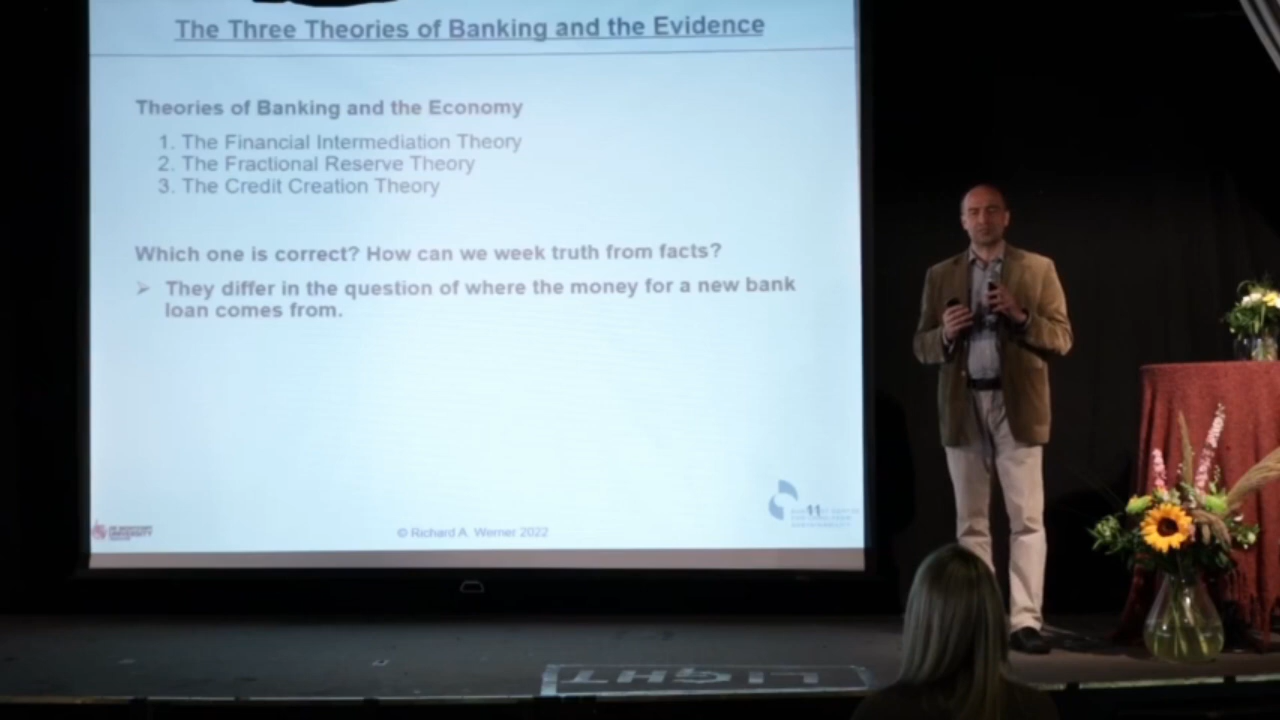 The Three Theories of Banking and the Evidence
Theories of Banking and the Economy
1. The Financial Intermediation Theory
2. The Fractional Reserve Theory
3. The Credit Creation Theory
Which one is correct? How can we week truth from facts?
➢ They differ in the question of where the money for a new bank
loan comes from.
11
UNIVERSITY
© Richard A. Werner 2022
LIGHT